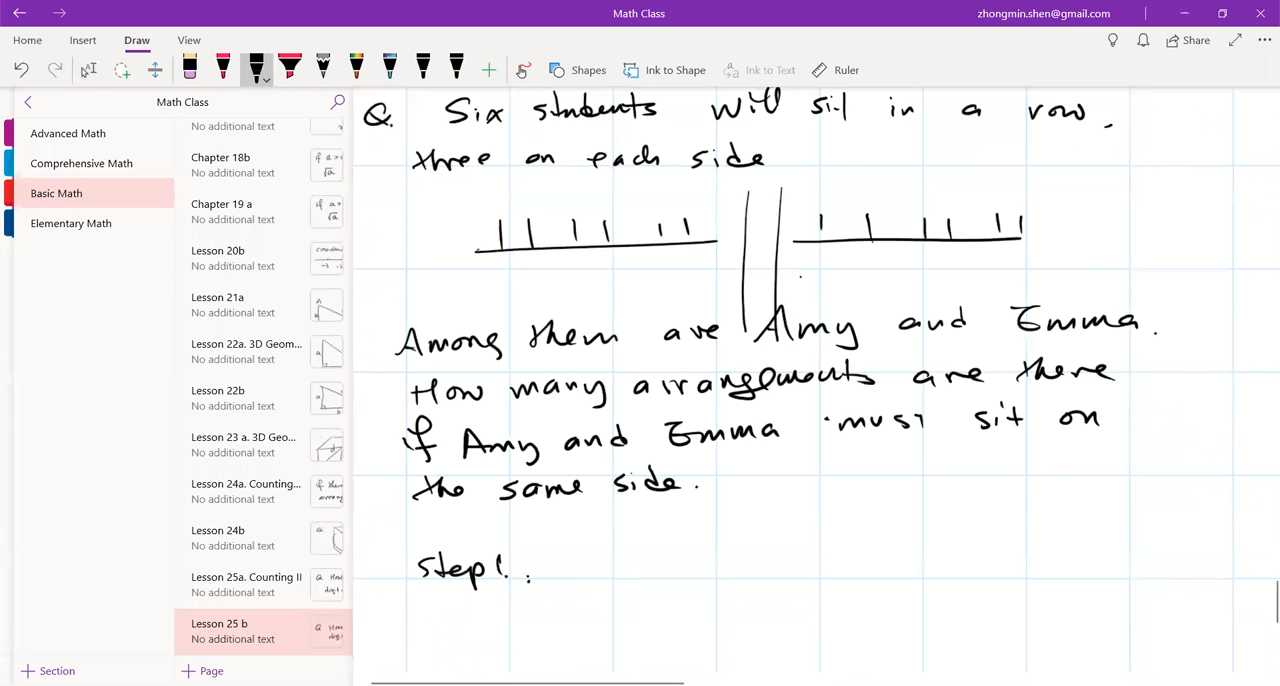 Math Class
zhongmin.shen@gmail.com
Home
Insert
Draw
View
Share
Shapes
Ink to Shape
Ink to Text
Ruler
Math Class
Advanced Math
Comprehensive Math
Basic Math
Elementary Math
No additional text
Chapter 18b
No additional text
Chapter 19 a
No additional text
Lesson 20b
No additional text
Lesson 21a
No additional text
Lesson 22a. 3D Geom...
No additional text
Lesson 22b
No additional text
Lesson 23 a. 3D Geo...
No additional text
Lesson 24a. Counting...
No additional text
Lesson 24b
No additional text
Lesson 25a. Counting II
No additional text
Lesson 25 b
No additional text
Section
Page
Q. Six students will sit in a row.
three on each side
Among them are Amy and Emma.
How many arrangements are there
if Amy and Emma must sit on
the same side.
step 1: